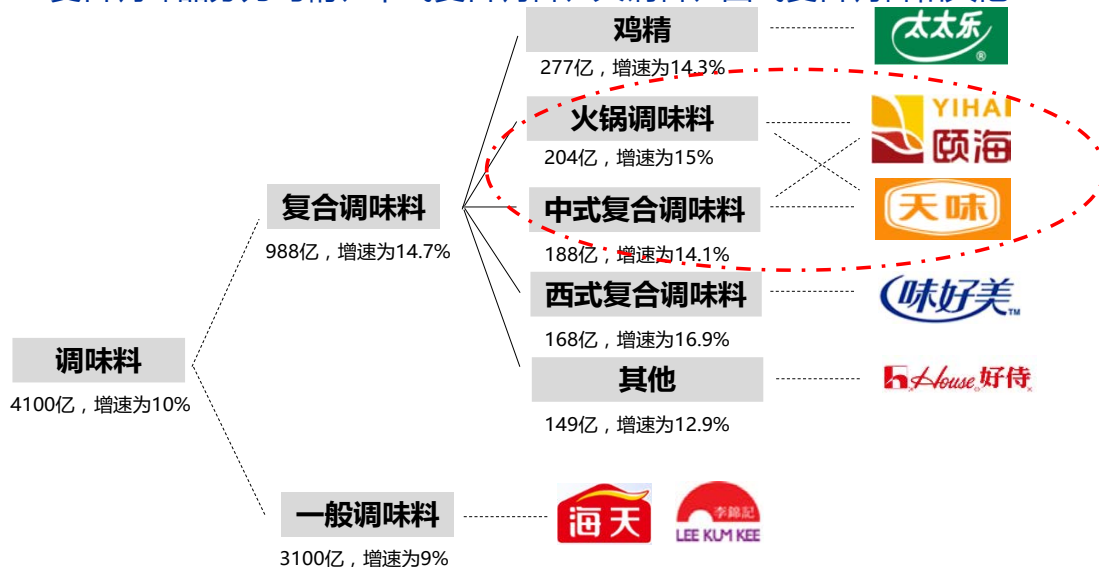 鸡精
太太乐
®
277亿，增速为14.3%
火锅调味料
YIHAI
颐海
204亿，增速为15%
复合调味料
中式复合调味料
天味
988亿，增速为14.7%
188亿，增速为14.1%
西式复合调味料
味好美™
168亿，增速为16.9%
调味料
其他
House 好侍
4100亿，增速为10%
149亿，增速为12.9%
一般调味料
海天
李錦記
LEE KUM KEE
3100亿，增速为9%